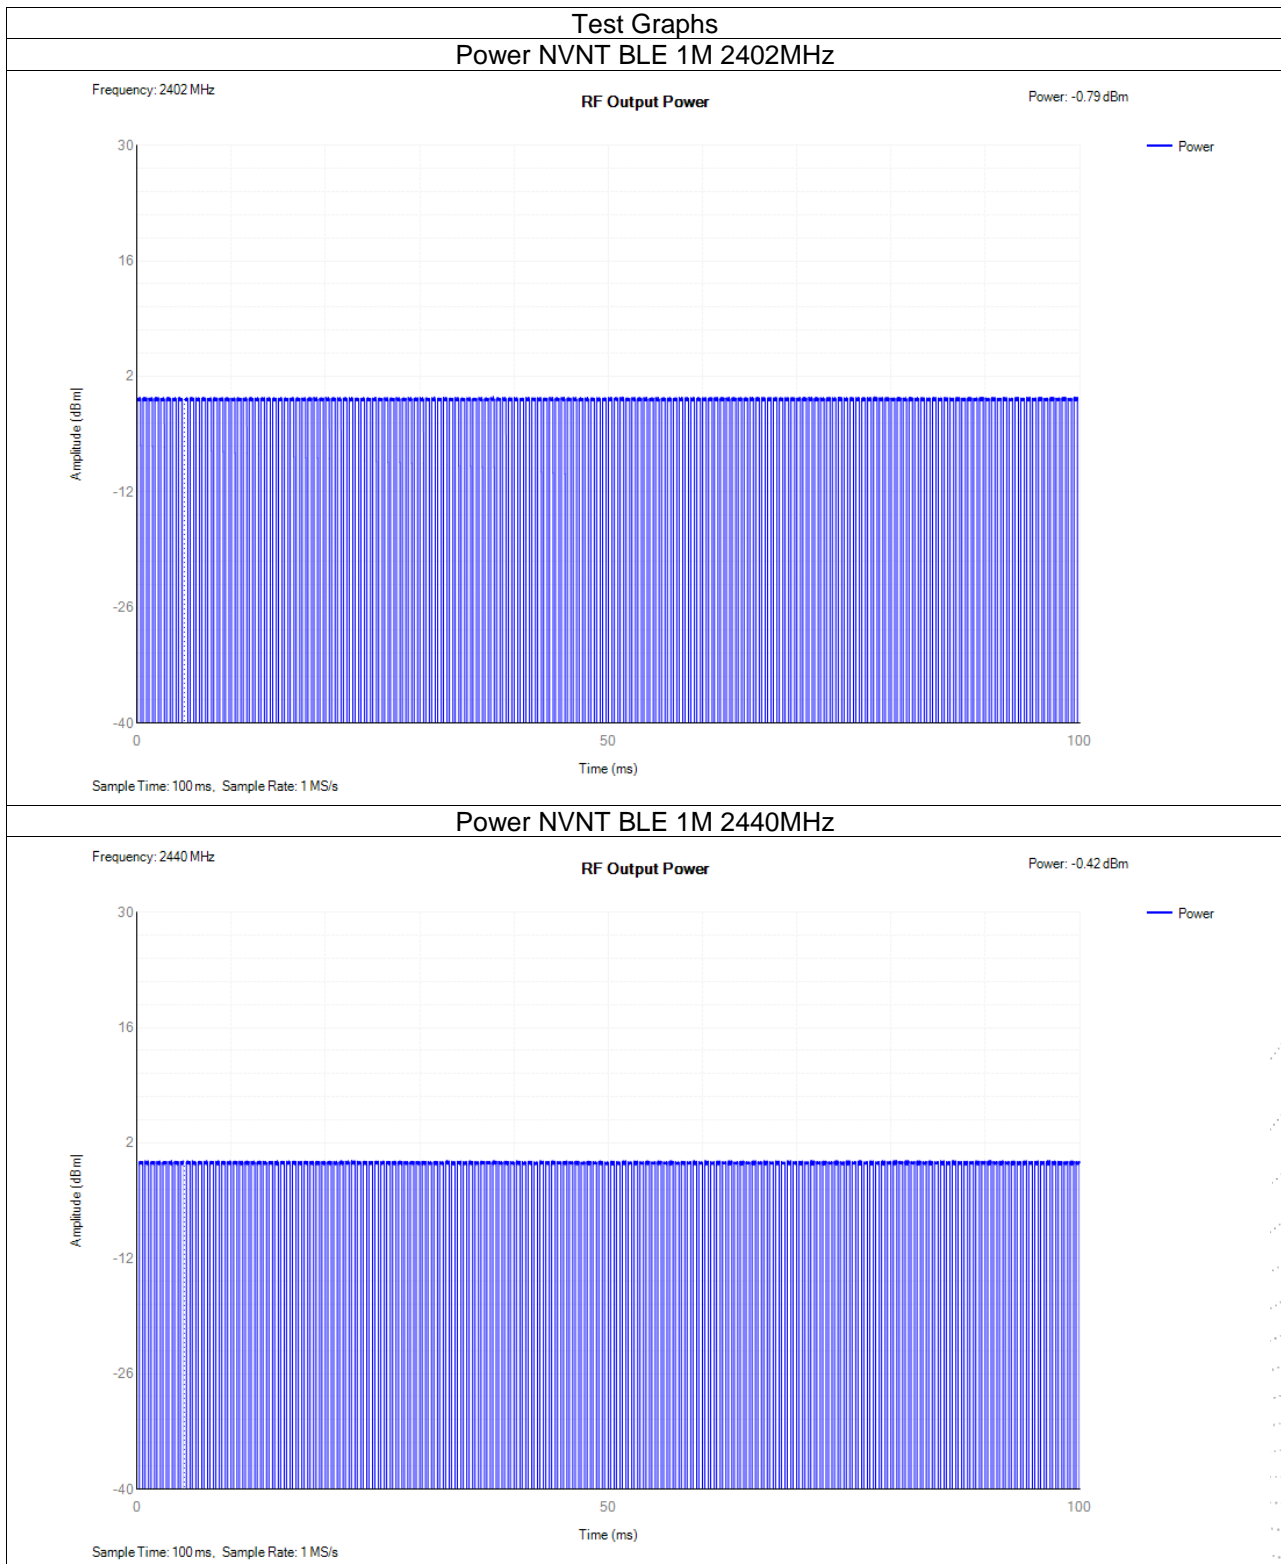 Test Graphs
Power NVNT BLE 1M 2402MHz
Frequency: 2402 MHz
RF Output Power
Power: -0.79 dBm
30
16
2
-12
-26
-40
Amplitude (dBm)
Power
0
50
100
Time (ms)
Sample Time: 100 ms, Sample Rate: 1 MS/s
Power NVNT BLE 1M 2440MHz
Frequency: 2440 MHz
RF Output Power
Power: -0.42 dBm
30
16
2
-12
-26
-40
Amplitude (dBm)
Power
0
50
100
Time (ms)
Sample Time: 100 ms, Sample Rate: 1 MS/s